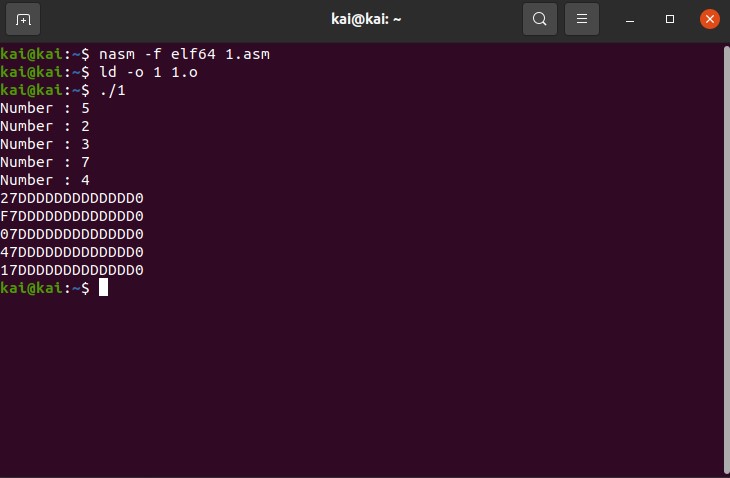 kai@kai: ~
kai@kai:~$ nasm -f elf64 1.asm
kai@kai:~$ ld -o 1 1.o
kai@kai:~$ ./1
Number : 5
Number : 2
Number : 3
Number : 7
Number : 4
27DDDDDDDDDDDDD0
F7DDDDDDDDDDDDD0
07DDDDDDDDDDDDD0
47DDDDDDDDDDDDD0
17DDDDDDDDDDDDD0
kai@kai:~$